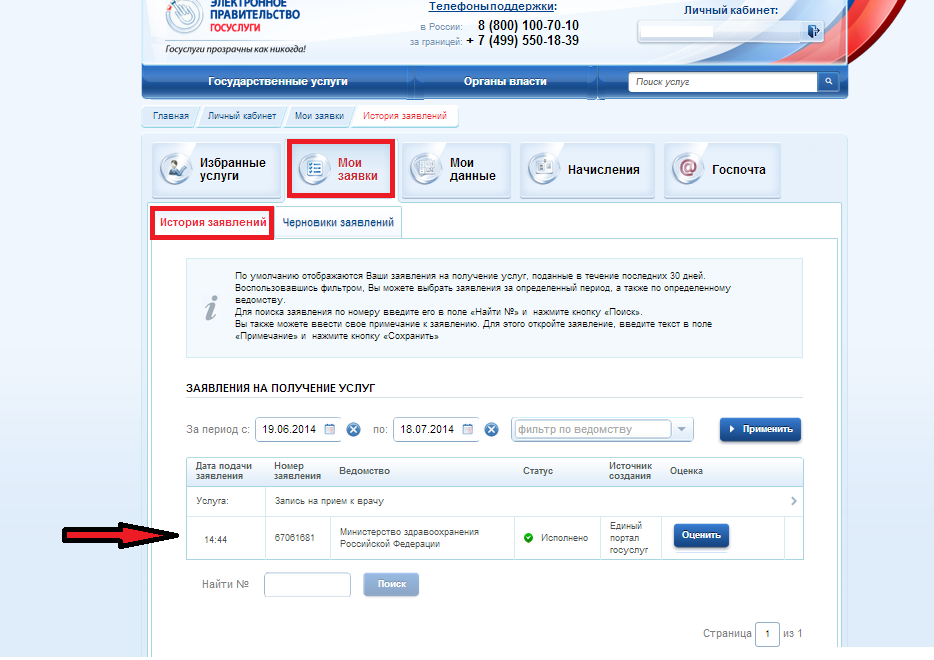 ЭЛЕКТРОННОЕ
ПРАВИТЕЛЬСТВО
ГОСУСЛУГИ
Госуслуги прозрачны как никогда!
Телефоны поддержки:
в России: 8 (800) 100-70-10
за границей: + 7 (499) 550-18-39
Личный кабинет:
Государственные услуги
Органы власти
Поиск услуг
Главная
Личный кабинет
Мои заявки
История заявлений
Избранные
услуги
Мои
заявки
Мои
данные
Начисления
Госпочта
История заявлений
Черновики заявлений
По умолчанию отображаются Ваши заявления на получение услуг, поданные в течение последних 30 дней.
Воспользовавшись фильтром, Вы можете выбрать заявления за определенный период, а также по определенному
ведомству.
Для поиска заявления по номеру введите его в поле «Найти №» и нажмите кнопку «Поиск».
Вы также можете ввести свое примечание к заявлению. Для этого откройте заявление, введите текст в поле
«Примечание» и нажмите кнопку «Сохранить»
ЗАЯВЛЕНИЯ НА ПОЛУЧЕНИЕ УСЛУГ
За период с: 19.06.2014 по: 18.07.2014 фильтр по ведомству Применить
Дата подачи
заявления
Номер
заявления
Ведомство
Статус
Источник
создания
Оценка
Услуга: Запись на прием к врачу
14:44
67061681
Министерство здравоохранения
Российской Федерации
Исполнено
Единый
портал
госуслуг
Оценить
Найти № Поиск
Страница 1 из 1